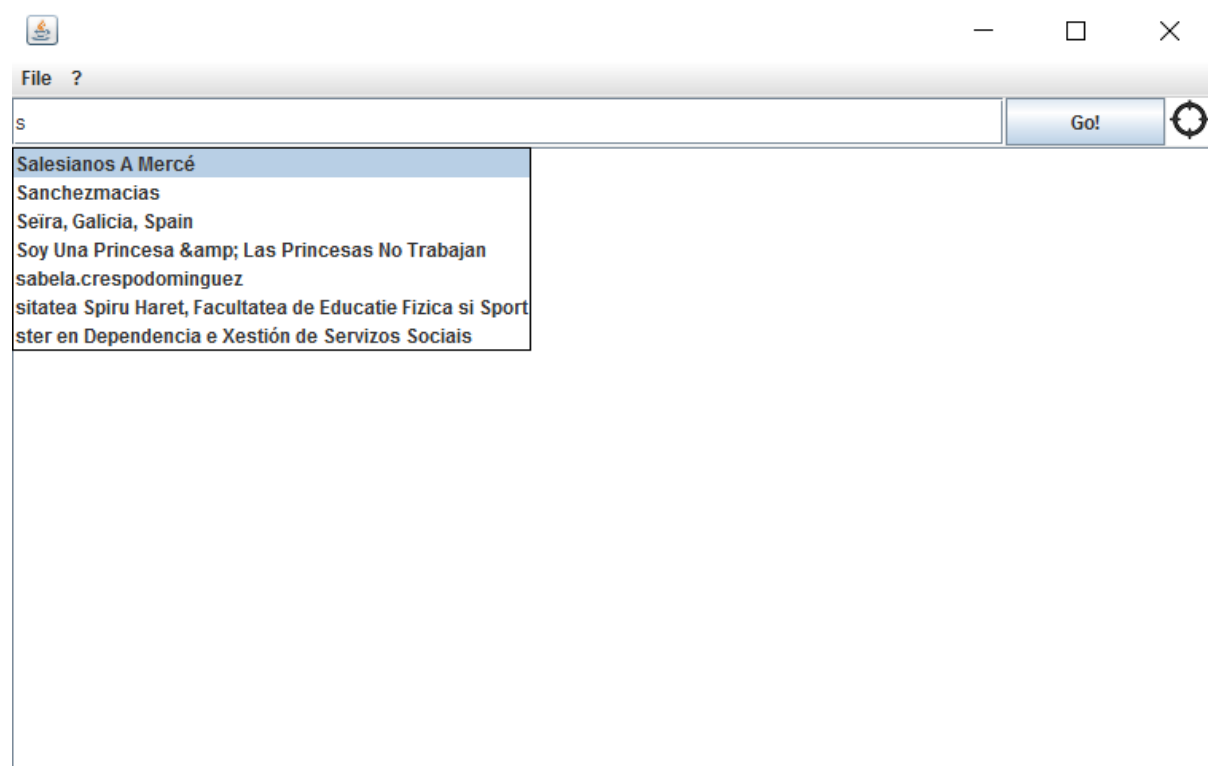 File ?
s Go!
Salesianos A Mercé
Sanchezmacias
Seïra, Galicia, Spain
Soy Una Princesa &amp; Las Princesas No Trabajan
sabela.crespodominguez
sitatea Spiru Haret, Facultatea de Educatie Fizica si Sport
ster en Dependencia e Xestión de Servizos Sociais